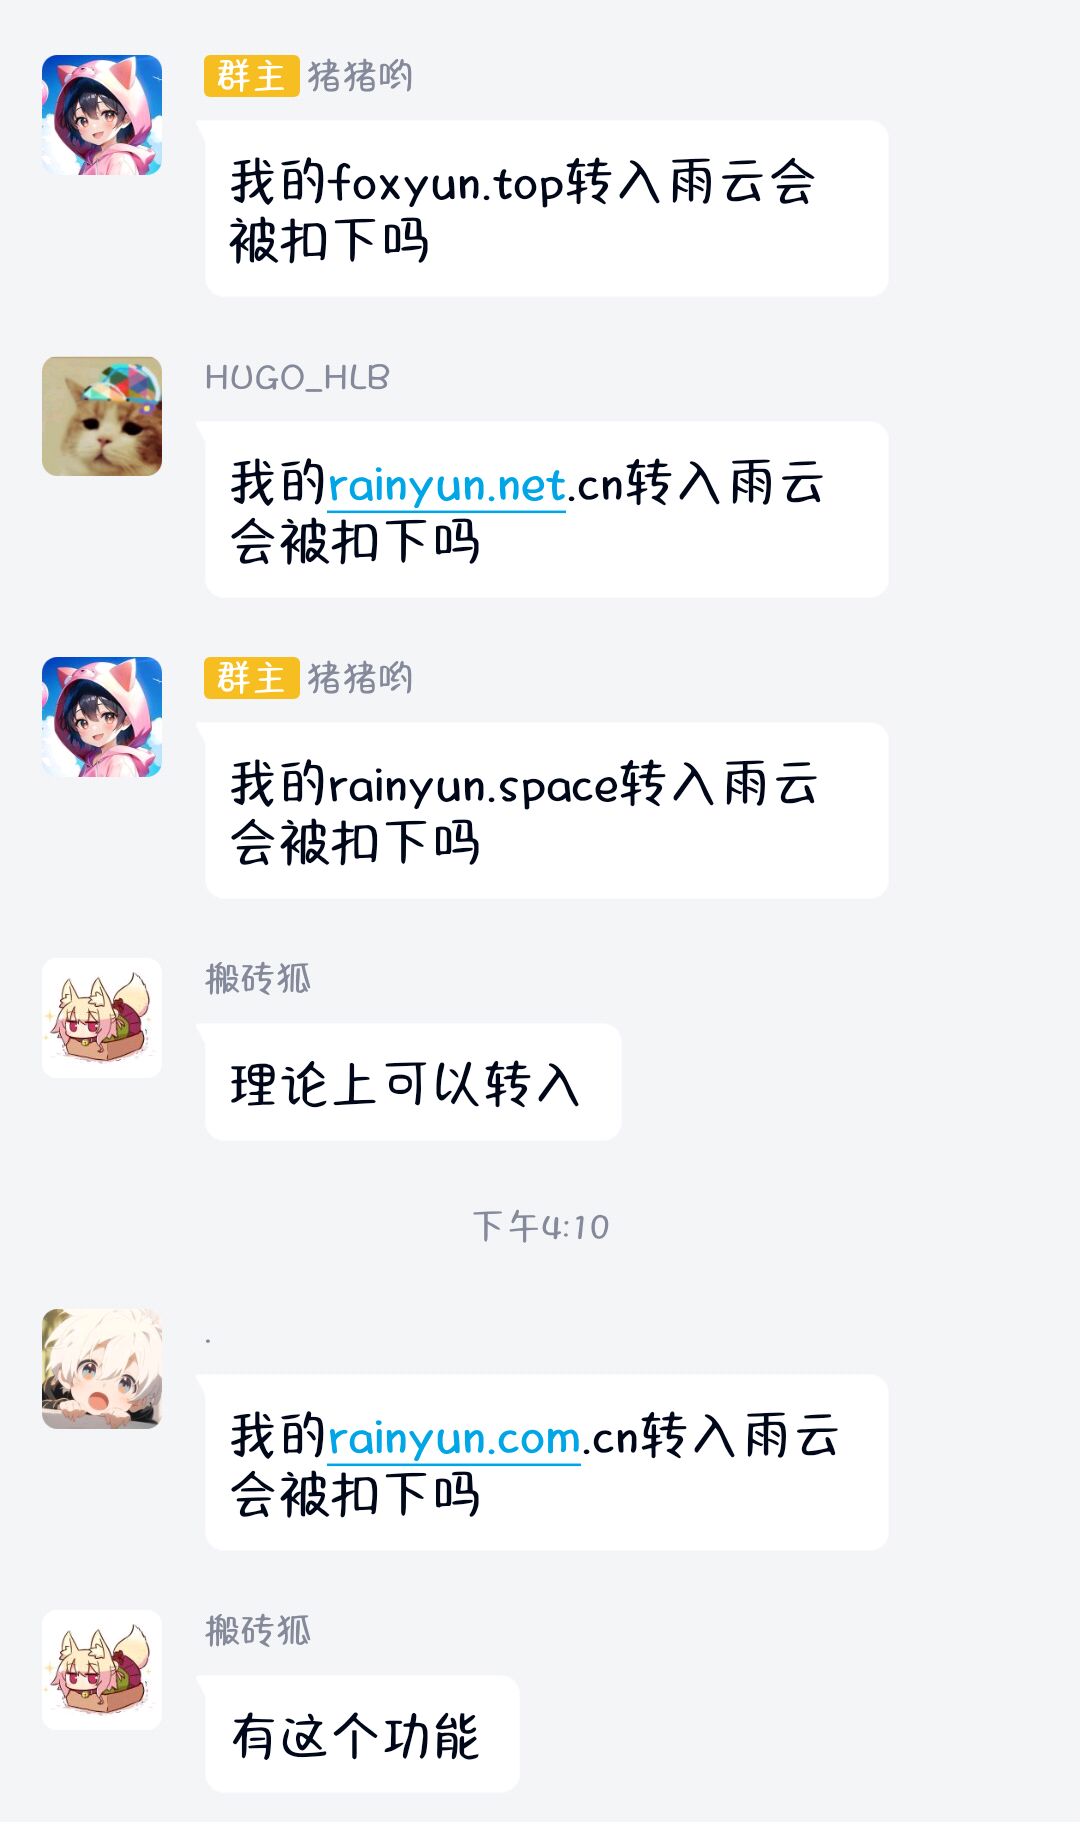 群主 猪猪哟
我的foxyun.top转入雨云会
被扣下吗
HUGO_HLB
我的rainyun.net.cn转入雨云
会被扣下吗
群主 猪猪哟
我的rainyun.space转入雨云
会被扣下吗
搬砖狐
理论上可以转入
下午4:10
.
我的rainyun.com.cn转入雨云
会被扣下吗
搬砖狐
有这个功能